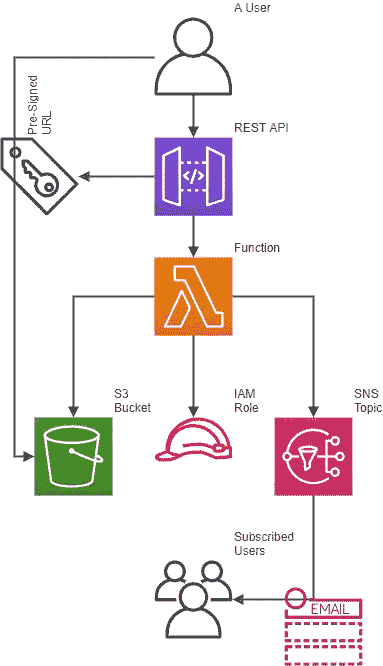 A User
Pre-Signed
URL
REST API
</>
Function
S3
Bucket
IAM
Role
SNS
Topic
Subscribed
Users
EMAIL